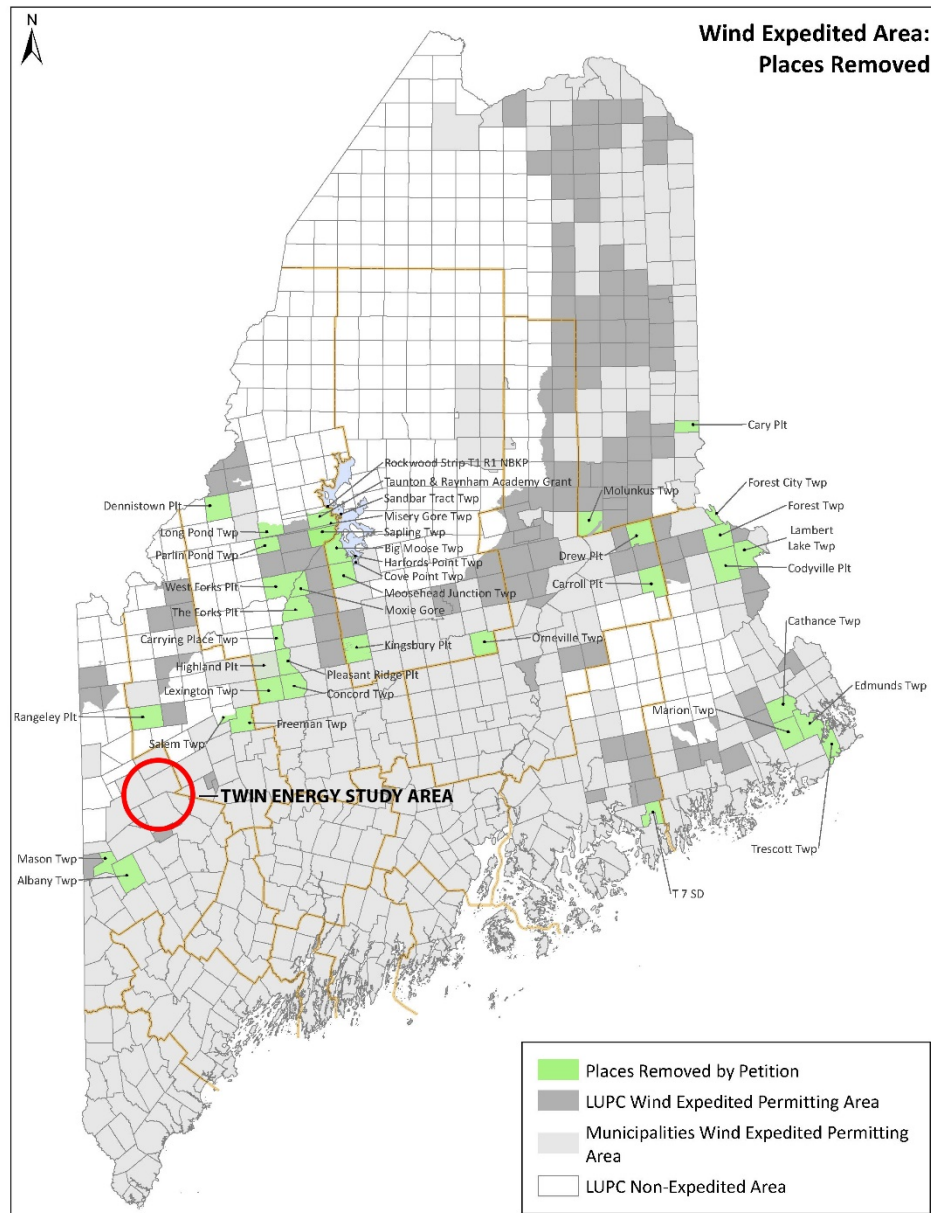 N
Wind Expedited Area:
Places Removed
Cary Plt
Rockwood Strip T1 R1 NBKP
Taunton & Raynham Academy Grant
Sandbar Tract Twp
Misery Gore Twp
Sapling Twp
Big Moose Twp
Harfords Point Twp
Cove Point Twp
Moosehead Junction Twp
Moxie Gore
Dennistown Plt
Long Pond Twp
Parlin Pond Twp
West Forks Plt
The Forks Plt
Carrying Place Twp
Highland Plt
Lexington Twp
Pleasant Ridge Plt
Concord Twp
Kingsbury Plt
Orneville Twp
Molunkus Twp
Drew Plt
Carroll Plt
Forest City Twp
Forest Twp
Lambert
Lake Twp
Codyville Plt
Cathance Twp
Edmunds Twp
Marion Twp
Trescott Twp
T 7 SD
Rangeley Plt
Salem Twp
Freeman Twp
TWIN ENERGY STUDY AREA
Mason Twp
Albany Twp
Places Removed by Petition
LUPC Wind Expedited Permitting Area
Municipalities Wind Expedited Permitting
Area
LUPC Non-Expedited Area